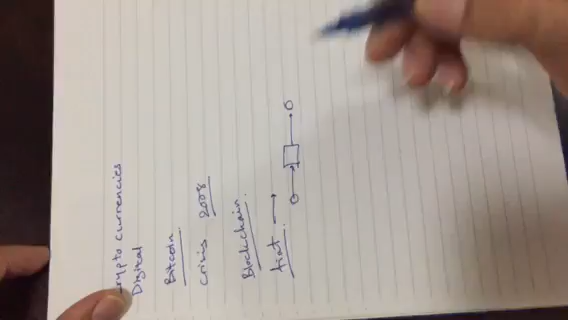 crypto currencies
Digital
Bitcoin
crisis 2008
Blockchain.
fiat. →